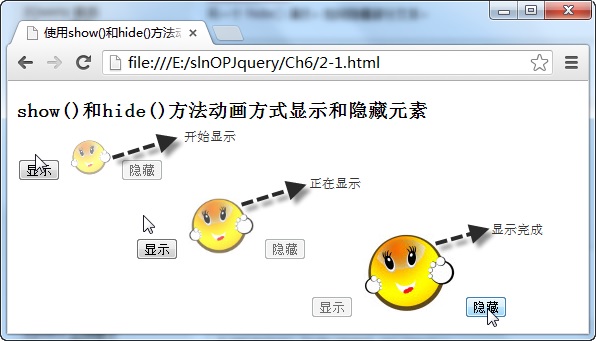 使用show()和hide()方法动
file:///E:/slnOPJquery/Ch6/2-1.html
show()和hide()方法动画方式显示和隐藏元素
开始显示
显示
隐藏
正在显示
显示
隐藏
显示完成
显示
隐藏